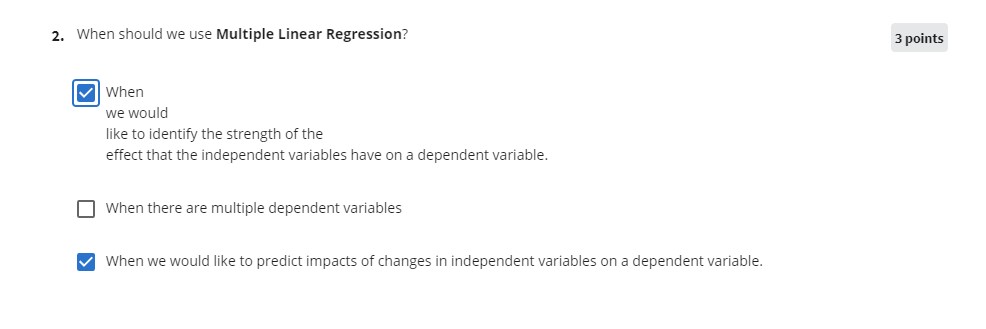 2. When should we use Multiple Linear Regression?
3 points
When
we would
like to identify the strength of the
effect that the independent variables have on a dependent variable.
When there are multiple dependent variables
When we would like to predict impacts of changes in independent variables on a dependent variable.